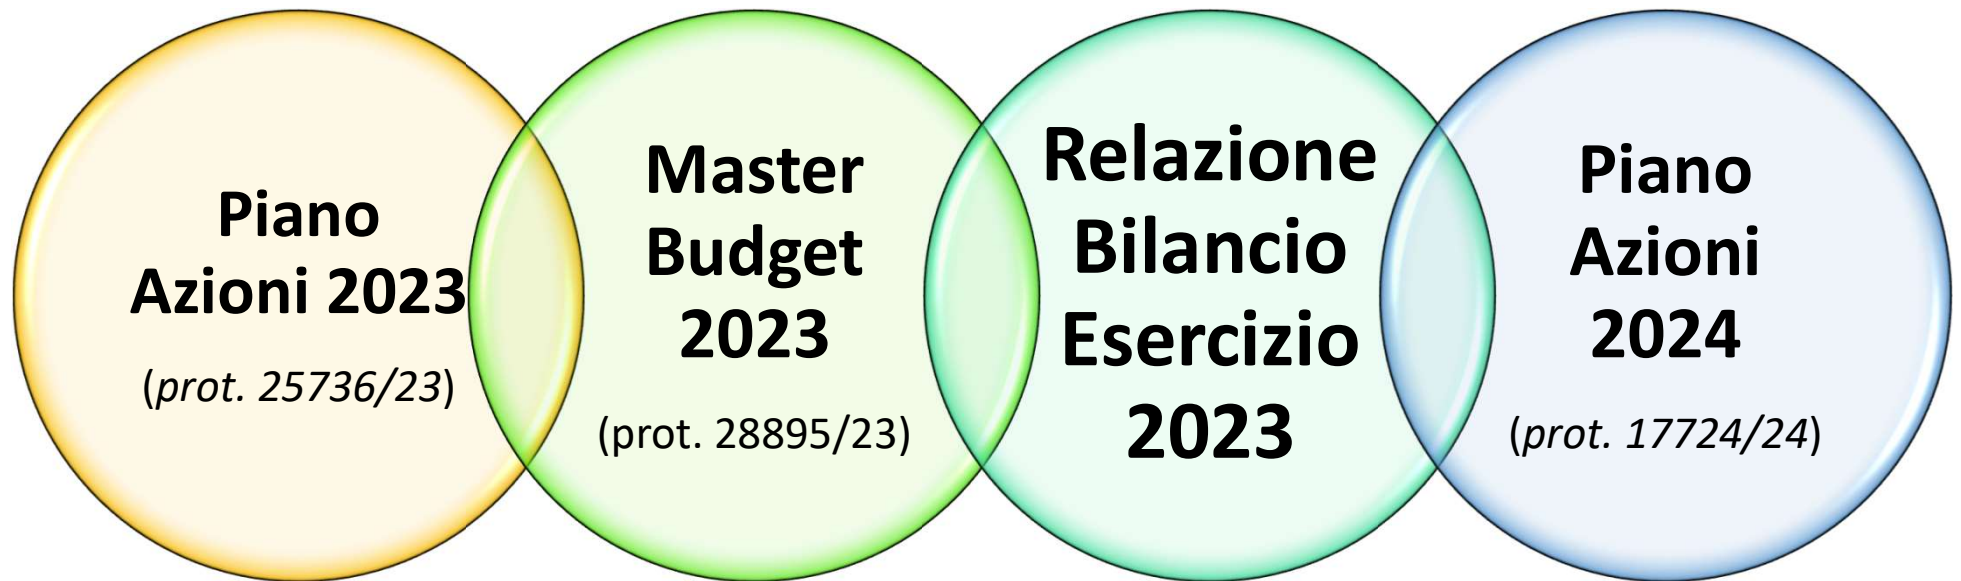 Piano
Azioni 2023
(prot. 25736/23)
Master
Budget
2023
(prot. 28895/23)
Relazione
Bilancio
Esercizio
2023
Piano
Azioni
2024
(prot. 17724/24)